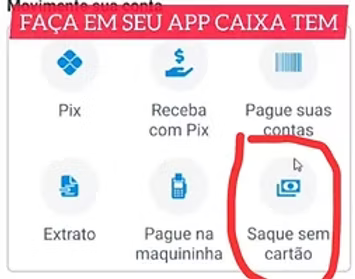 Movimente sua conta
FAÇA EM SEU APP CAIXA TEM
Pix
Receba
com Pix
Pague suas
contas
Extrato
Pague na
maquininha
Saque sem
cartão